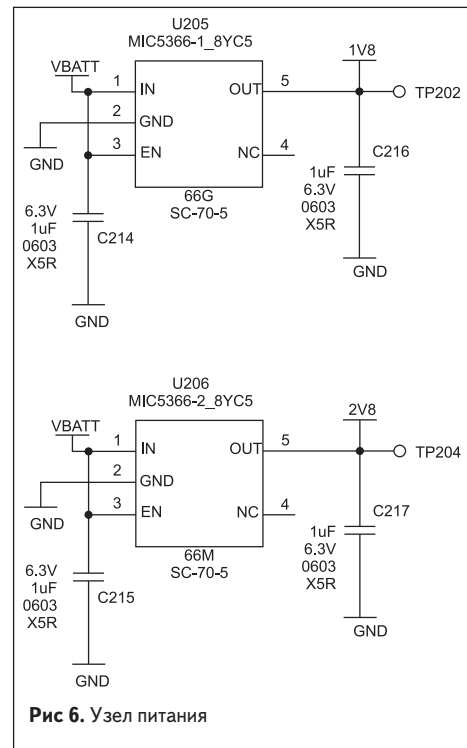 U205
MIC5366-1_8YC5
VBATT
1V8
1
IN
OUT
5
TP202
2
GND
3
EN
NC
4
GND
C216
1uF
6.3V
0603
X5R
66G
SC-70-5
6.3V
1uF
0603
X5R
C214
GND
GND
U206
MIC5366-2_8YC5
VBATT
2V8
1
IN
OUT
5
TP204
2
GND
3
EN
NC
4
GND
C217
1uF
6.3V
0603
X5R
66M
SC-70-5
6.3V
1uF
0603
X5R
C215
GND
GND
Рис 6. Узел питания